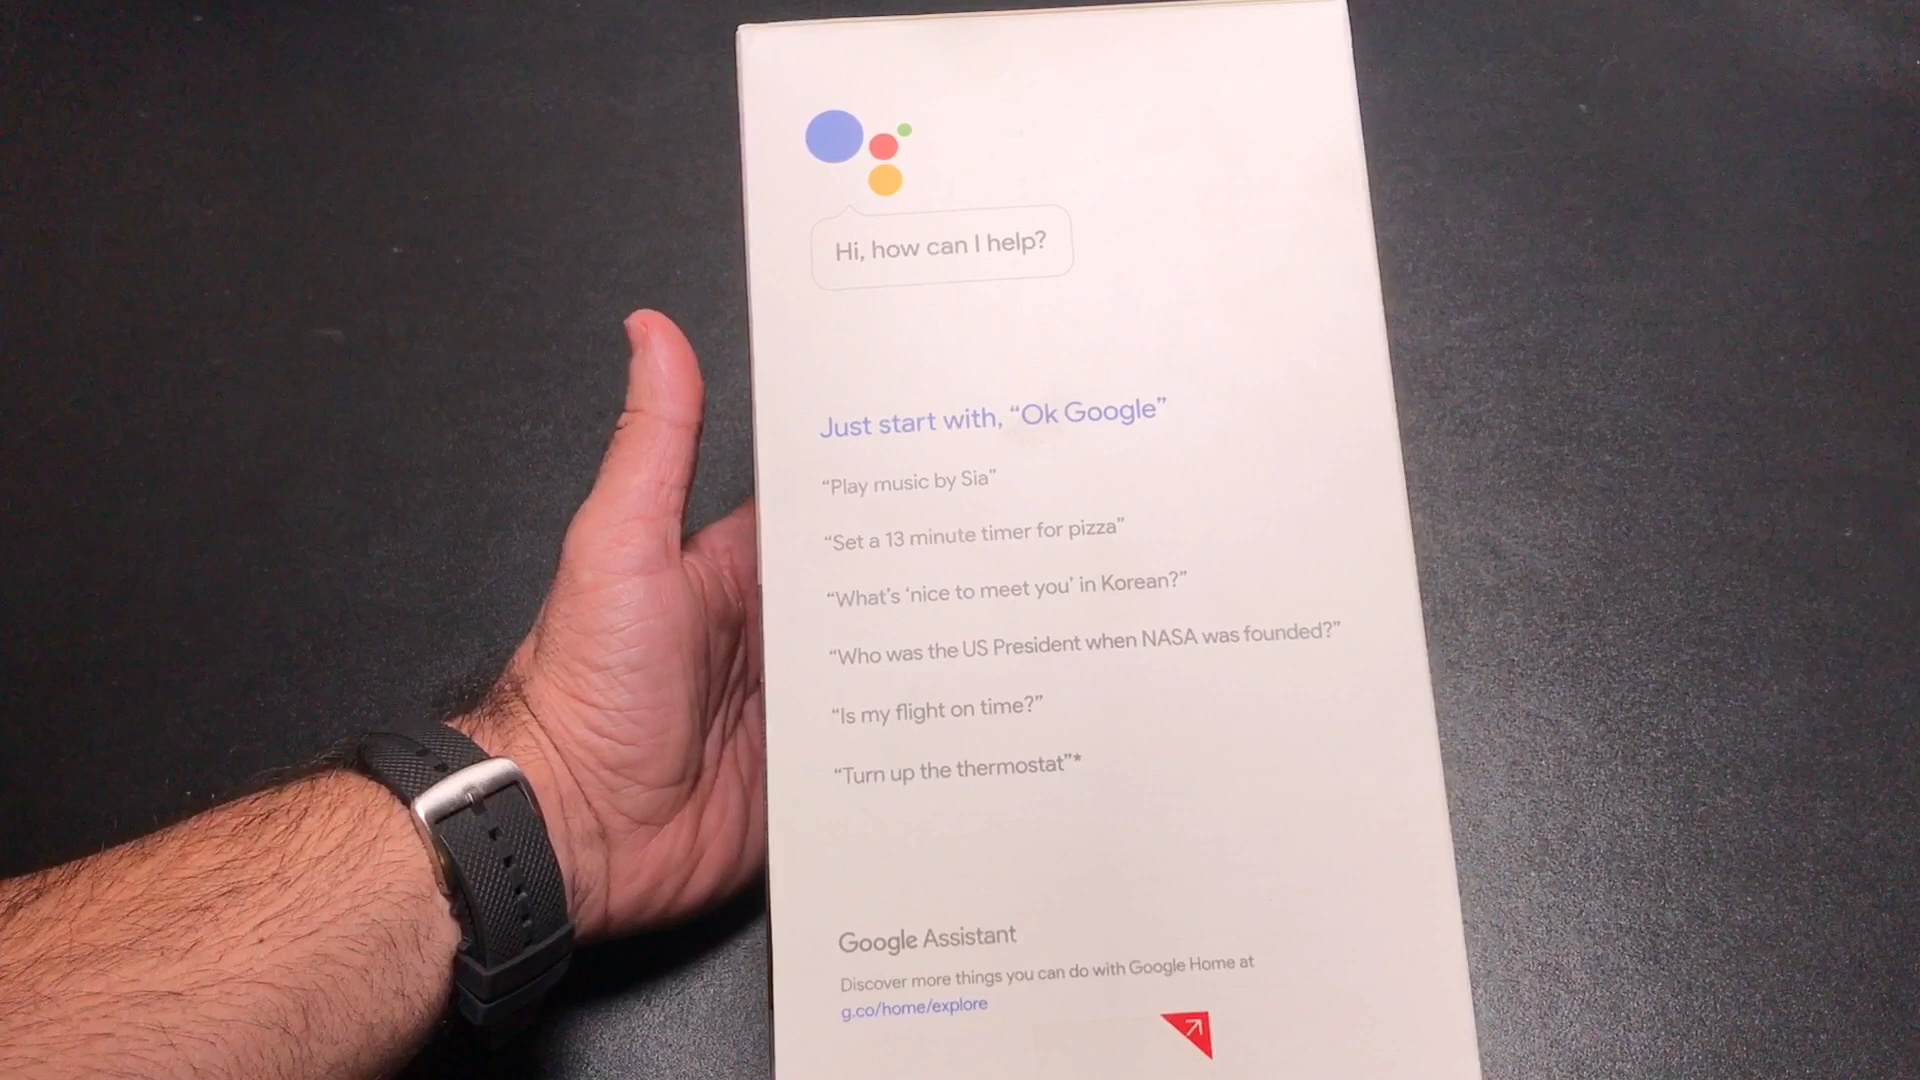 Hi, how can I help?
Just start with, “Ok Google”
“Play music by Sia”
“Set a 13 minute timer for pizza”
“What’s ‘nice to meet you’ in Korean?”
“Who was the US President when NASA was founded?”
“Is my flight on time?”
“Turn up the thermostat”*
Google Assistant
Discover more things you can do with Google Home at
g.co/home/explore